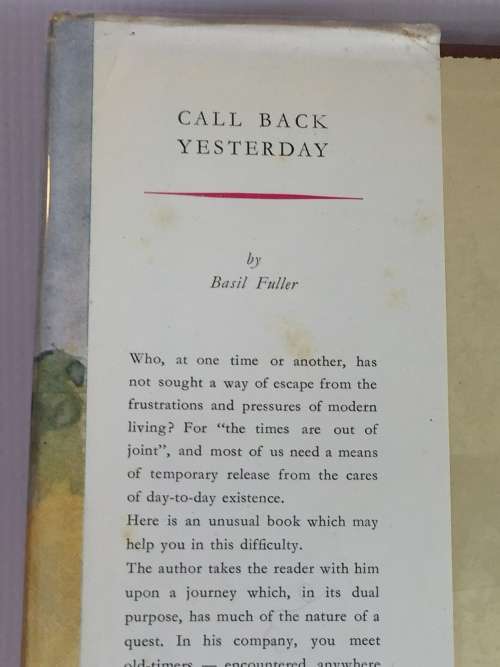 CALL BACK
YESTERDAY
by
Basil Fuller
Who, at one time or another, has
not sought a way of escape from the
frustrations and pressures of modern
living? For “the times are out of
joint”, and most of us need a means
of temporary release from the cares
of day-to-day existence.
Here is an unusual book which may
help you in this difficulty.
The author takes the reader with him
upon a journey which, in its dual
purpose, has much of the nature of a
quest. In his company, you meet
old-timers — encountered anywhere